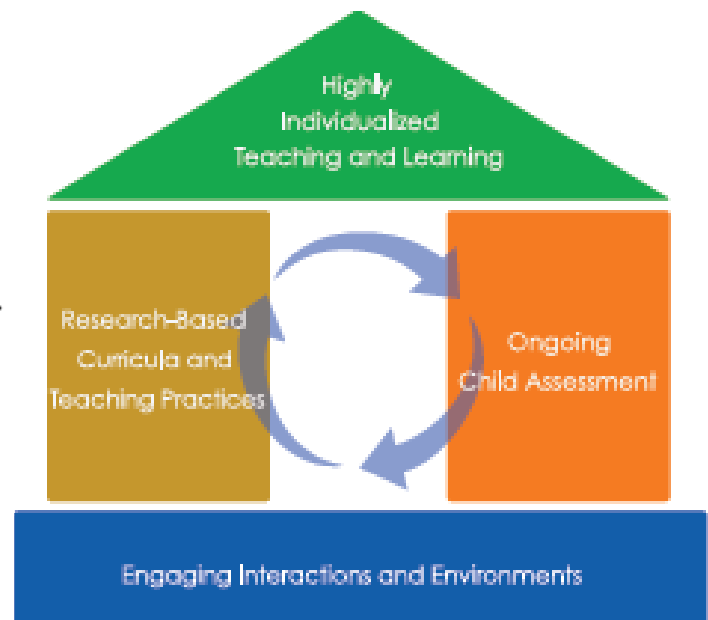 Highly
Individualized
Teaching and Learning
Research-Based
Curricula and
Teaching Practices
Ongoing
Child Assessment
Engaging Interactions and Environments